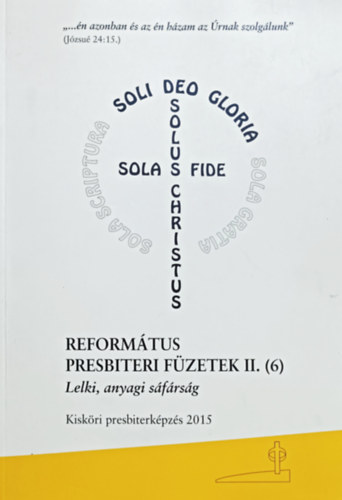 „...én azonban és az én házam az Úrnak szolgálunk”
(Józsué 24:15.)
SOLI DEO GLORIA
SOLUS CHRISTUS
SOLA FIDE
SOLA SCRIPTURA
SOLA GRATIA
REFORMÁTUS
PRESBITERI FÜZETEK II. (6)
Lelki, anyagi sáfárság
Kisköri presbiterképzés 2015